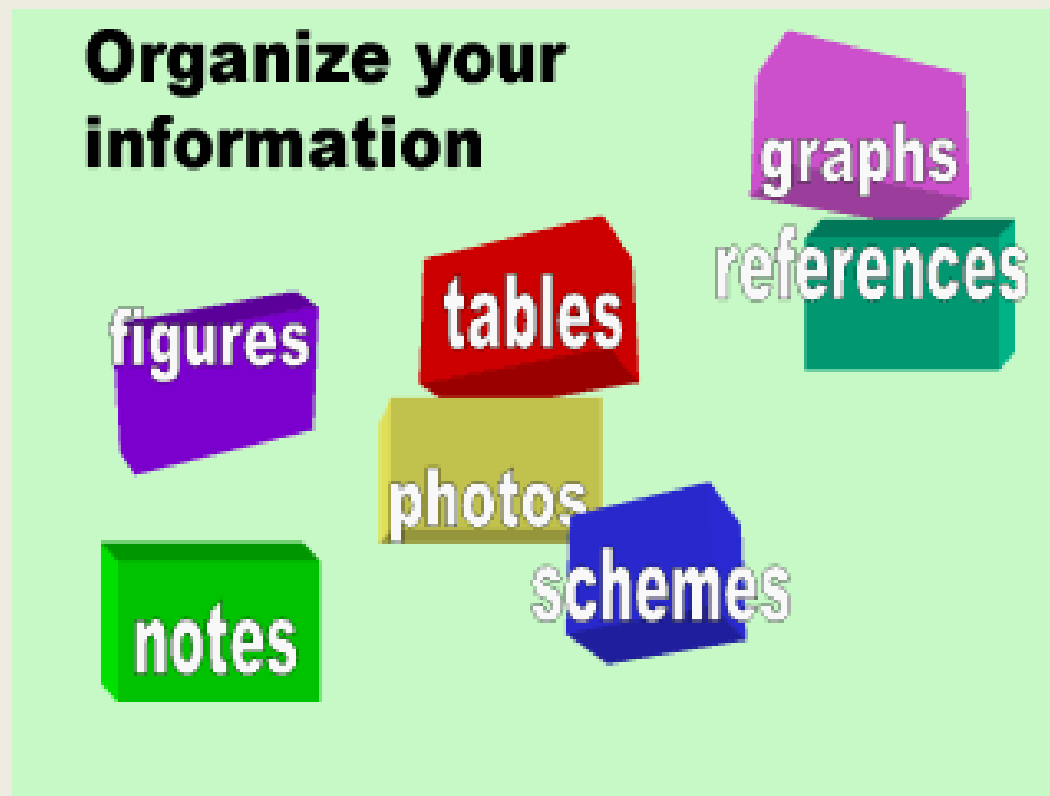 Organize your
information
graphs
references
tables
figures
photos
schemes
notes